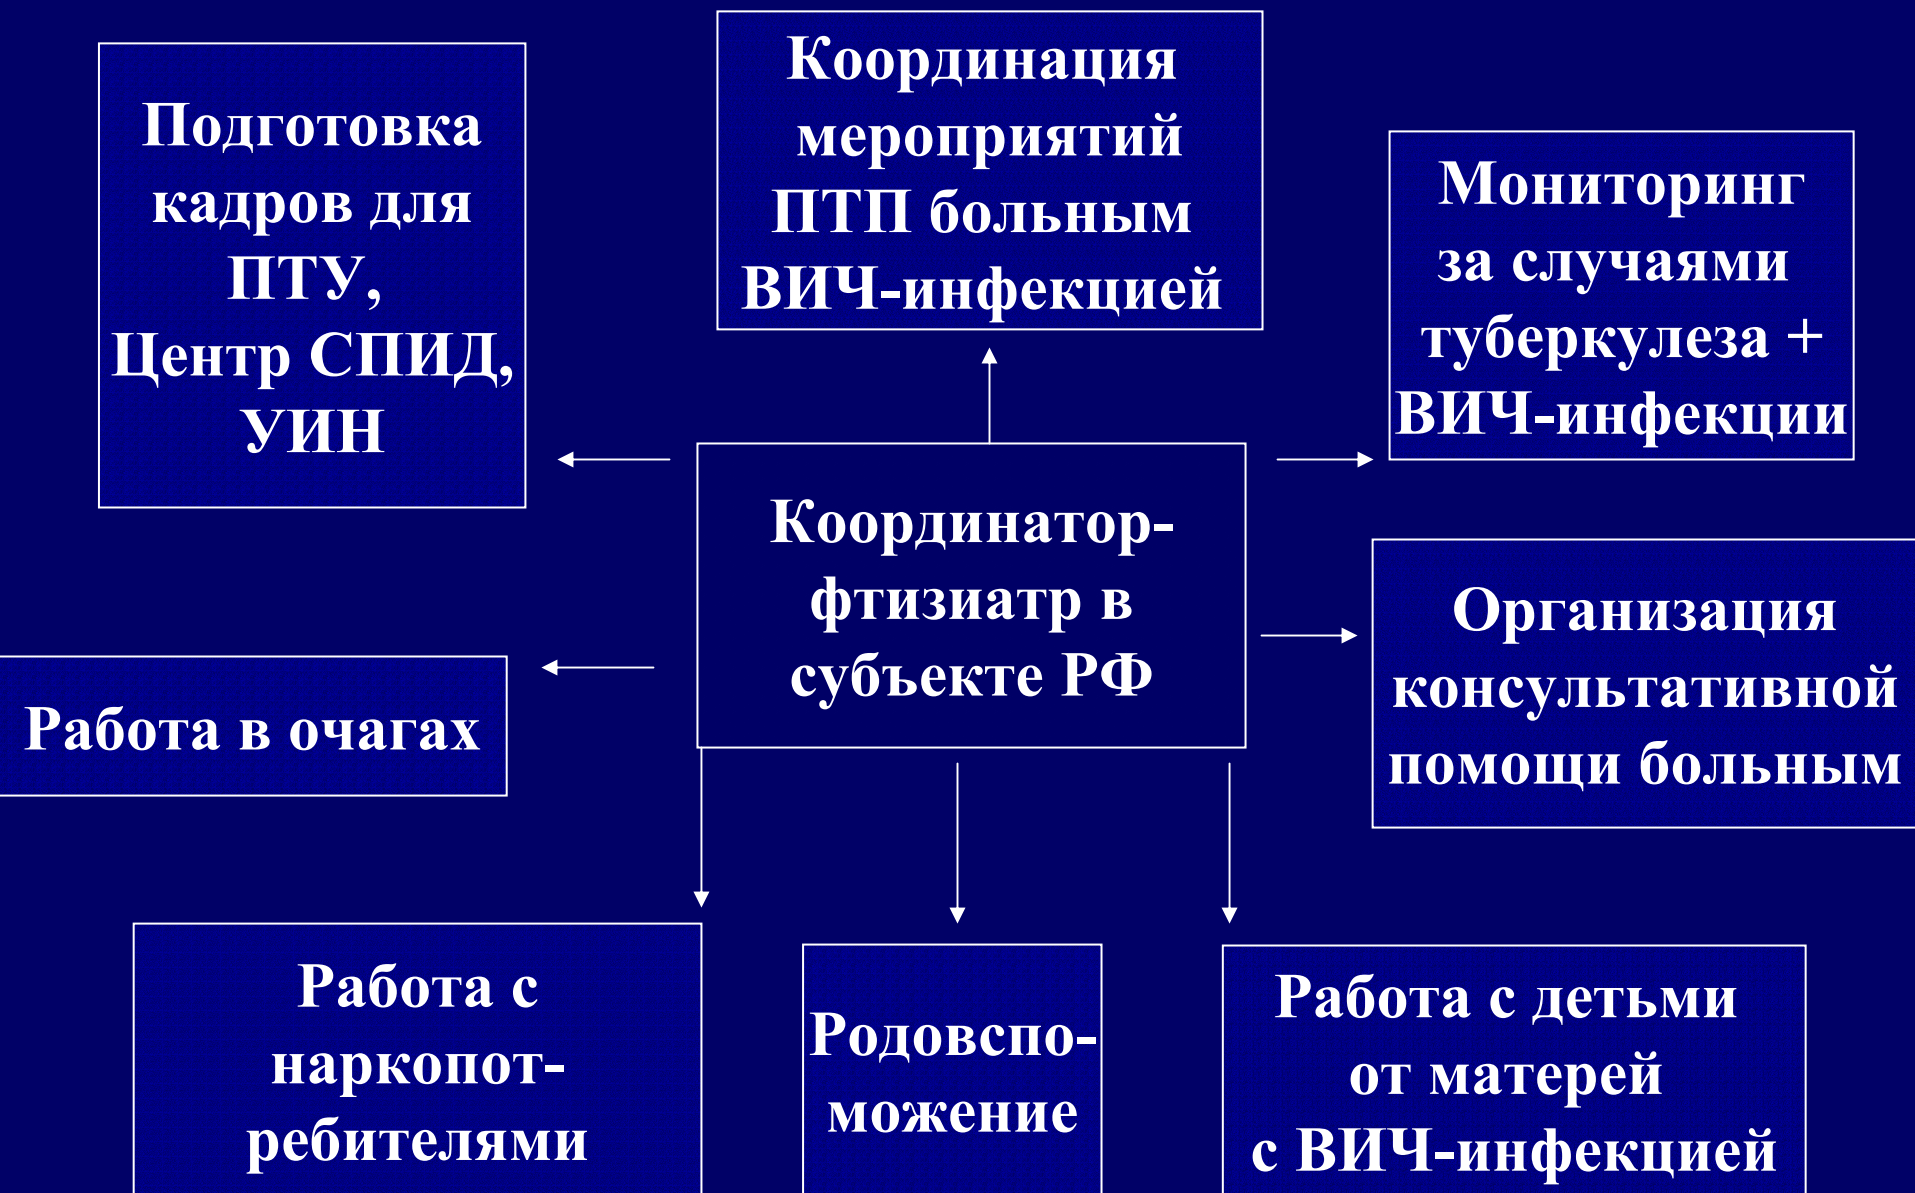 Подготовка
кадров для
ПТУ,
Центр СПИД,
УИН
Координация
мероприятий
ПТП больным
ВИЧ-инфекцией
Мониторинг
за случаями
туберкулеза +
ВИЧ-инфекции
Координатор-
фтизиатр в
субъекте РФ
Работа в очагах
Организация
консультативной
помощи больным
Работа с
наркопот-
ребителями
Родовспо-
можение
Работа с детьми
от матерей
с ВИЧ-инфекцией